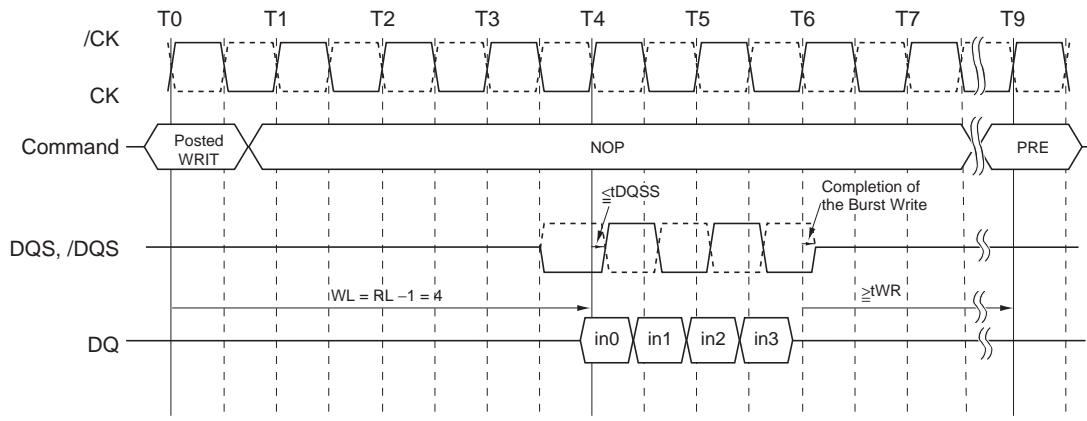 T0 T1 T2 T3 T4 T5 T6 T7 T9
/CK
CK
Command
Posted
WRIT
NOP
PRE
≦tDQSS
Completion of
the Burst Write
DQS, /DQS
WL = RL −1 = 4
≧tWR
DQ
in0 in1 in2 in3